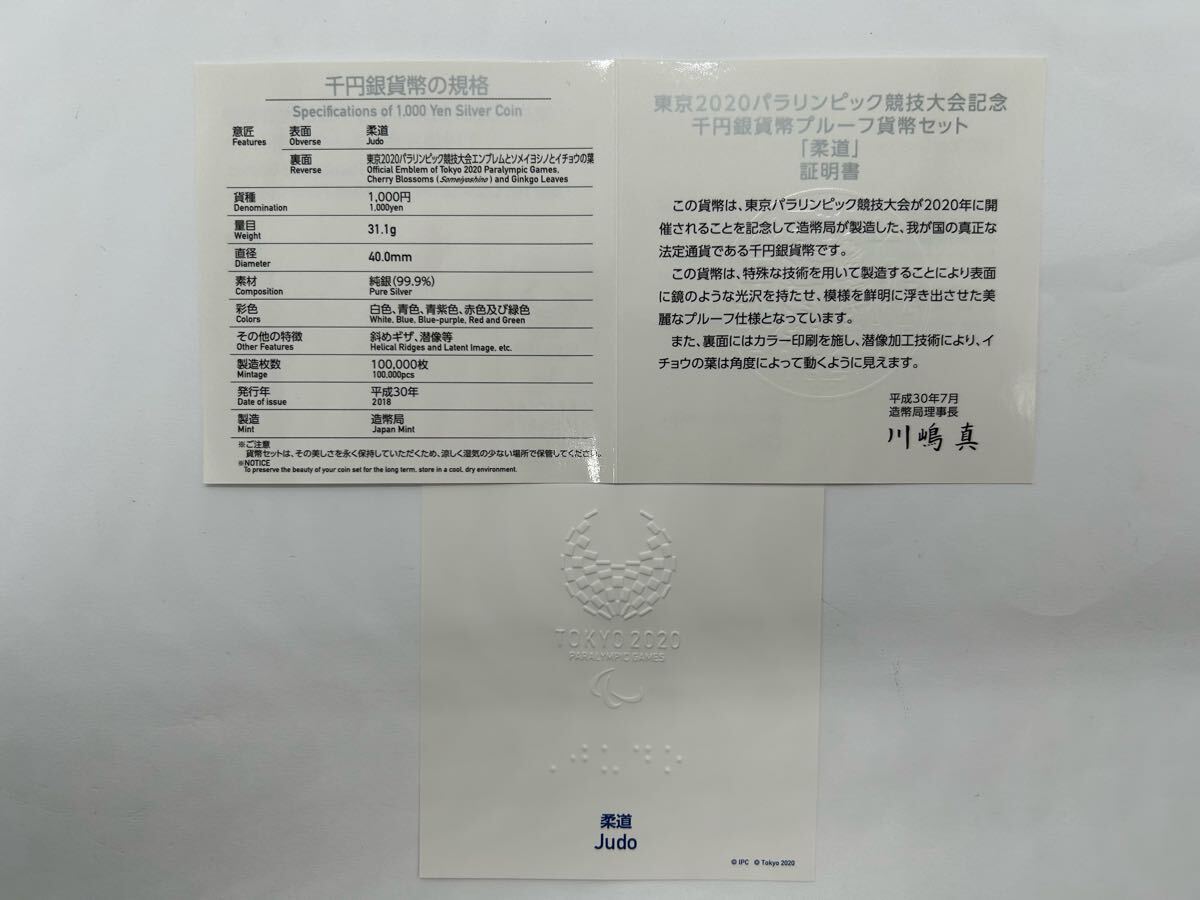 千円銀貨幣の規格
Specifications of 1,000 Yen Silver Coin
意匠 表面 柔道
Features Obverse Judo
裏面 東京2020パラリンピック競技大会エンブレムとソメイヨシノとイチョウの葉
Reverse Official Emblem of Tokyo 2020 Paralympic Games,
Cherry Blossoms (Someiyoshino) and Ginkgo Leaves
貨種 1,000円
Denomination 1,000yen
量目 31.1g
Weight
直径 40.0mm
Diameter
素材 純銀(99.9%)
Composition Pure Silver
彩色 白色、青色、青紫色、赤色及び緑色
Colors White, Blue, Blue-purple, Red and Green
その他の特徴 斜めギザ、潜像等
Other Features Helical Ridges and Latent Image, etc.
製造枚数 100,000枚
Mintage 100,000pcs
発行年 平成30年
Date of issue 2018
製造 造幣局
Mint Japan Mint
※ご注意
貨幣セットは、その美しさを永く保持していただくため、涼しく湿気の少ない場所で保管してください。
※NOTICE
To preserve the beauty of your coin set for the long term, store in a cool, dry environment.
東京2020パラリンピック競技大会記念
千円銀貨幣プルーフ貨幣セット
「柔道」
証明書
この貨幣は、東京パラリンピック競技大会が2020年に開
催されることを記念して造幣局が製造した、我が国の真正な
法定通貨である千円銀貨幣です。
この貨幣は、特殊な技術を用いて製造することにより表面
に鏡のような光沢を持たせ、模様を鮮明に浮き出させた美
麗なプルーフ仕様となっています。
また、裏面にはカラー印刷を施し、潜像加工技術により、イ
チョウの葉は角度によって動くように見えます。
平成30年7月
造幣局理事長
川嶋 真
TOKYO 2020
PARALYMPIC GAMES
柔道
Judo
© IPC © Tokyo 2020